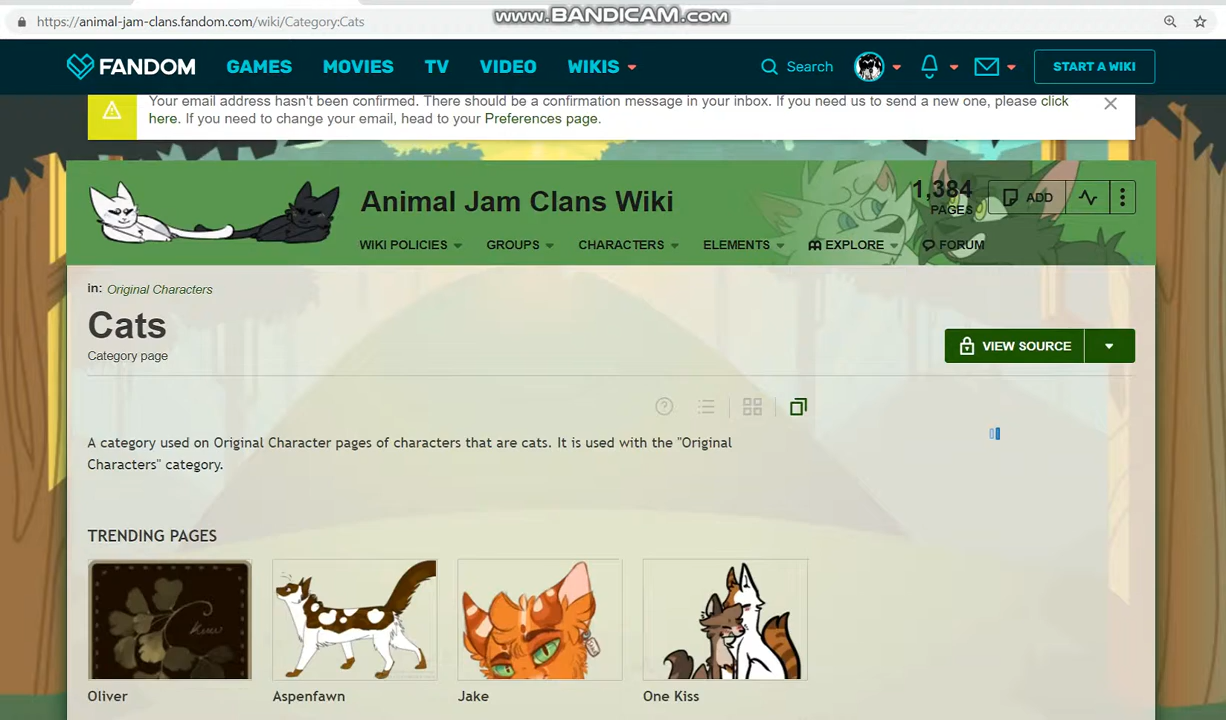 https://animal-jam-clans.fandom.com/wiki/Category:Cats
www.BANDICAM.com
FANDOM GAMES MOVIES TV VIDEO WIKIS Search START A WIKI
Your email address hasn't been confirmed. There should be a confirmation message in your inbox. If you need us to send a new one, please click
here. If you need to change your email, head to your Preferences page.
Animal Jam Clans Wiki
1,384
PAGES
ADD
WIKI POLICIES GROUPS CHARACTERS ELEMENTS EXPLORE FORUM
in: Original Characters
Cats
Category page
VIEW SOURCE
A category used on Original Character pages of characters that are cats. It is used with the "Original
Characters" category.
TRENDING PAGES
Oliver Aspenfawn Jake One Kiss